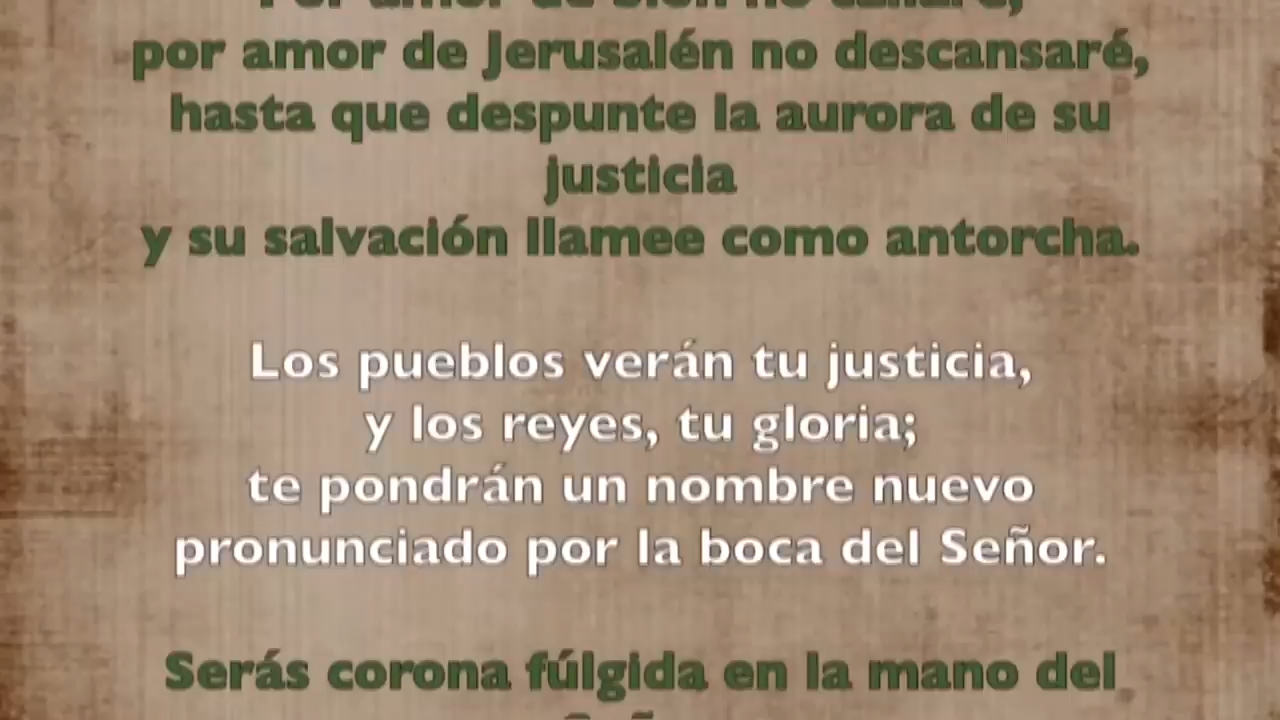 por amor de Jerusalén no descansaré,
hasta que despunte la aurora de su
justicia
y su salvación llamee como antorcha.
Los pueblos verán tu justicia,
y los reyes, tu gloria;
te pondrán un nombre nuevo
pronunciado por la boca del Señor.
Serás corona fúlgida en la mano del